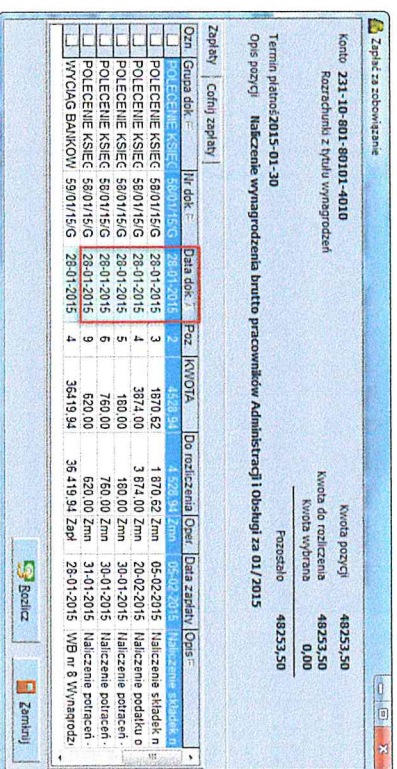 Zapłać za zobowiązanie
Konto 231-10-801-80101-4010
Rozrachunki z tytułu wynagrodzeń
Kwota pozycji 48253,50
Kwota do rozliczenia 48253,50
Kwota wybrana 0,00
Termin płatnoś 2015-01-30
Pozostało 48253,50
Opis pozycji Naliczenie wynagrodzenia brutto pracowników Administracji i Obsługi za 01/2015
Zapłaty Cofnij zapłaty
Ozn. Grupa dok. Nr dok. Data dok. Poz. KWOTA Do rozliczenia Oper. Data zapłaty Opis
POLECENIE KSIĘG 58/01/15/G 28-01-2015 2 4528,94 4 528,94 Zmn 05-02-2015 Naliczenie składek n
POLECENIE KSIĘG 58/01/15/G 28-01-2015 3 1870,62 1 870,62 Zmn 05-02-2015 Naliczenie składek n
POLECENIE KSIĘG 58/01/15/G 28-01-2015 4 3874,00 3 874,00 Zmn 20-02-2015 Naliczenie podatku o
POLECENIE KSIĘG 58/01/15/G 28-01-2015 5 180,00 180,00 Zmn 30-01-2015 Naliczenie potrąceń -
POLECENIE KSIĘG 58/01/15/G 28-01-2015 6 760,00 760,00 Zmn 30-01-2015 Naliczenie potrąceń -
POLECENIE KSIĘG 58/01/15/G 28-01-2015 9 620,00 620,00 Zmn 31-01-2015 Naliczenie potrąceń -
WYCIĄG BANKOW 59/01/15/G 28-01-2015 4 36419,94 36 419,94 Zapł 28-01-2015 WB nr 8 Wynagrodze
Rozlicz Zamknij